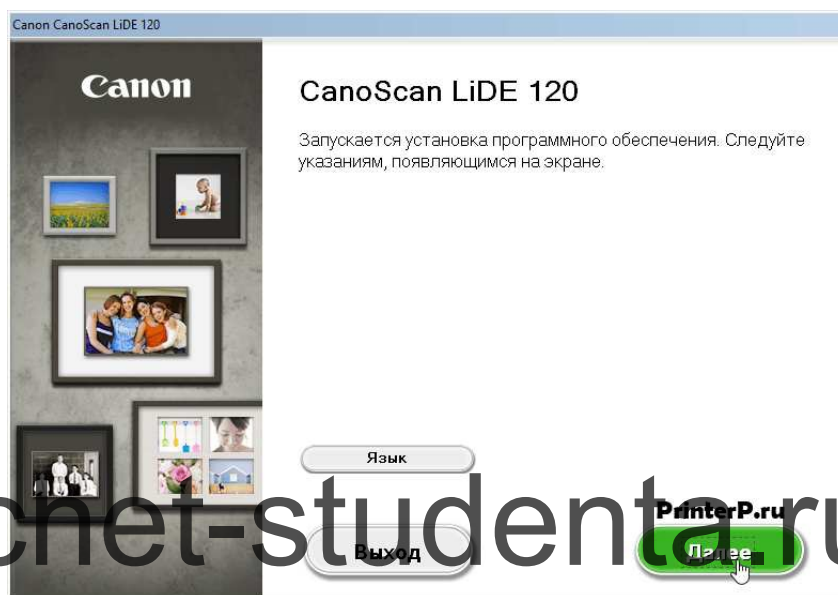 Canon CanoScan LiDE 120
Canon
CanoScan LiDE 120
Запускается установка программного обеспечения. Следуйте
указаниям, появляющимся на экране.
Язык
PrinterP.ru
chet-studenta.ru
Выход
Далее